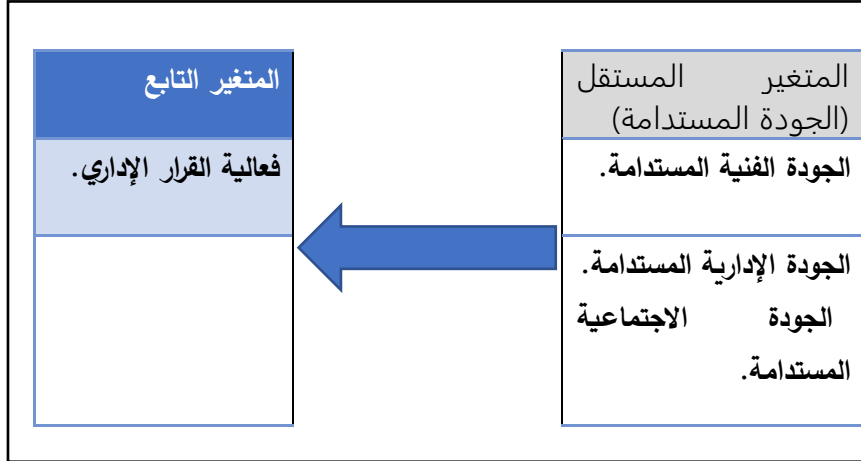 المتغير المستقل
(الجودة المستدامة)
الجودة الفنية المستدامة.
الجودة الإدارية المستدامة.
الجودة الاجتماعية
المستدامة.
المتغير التابع
فعالية القرار الإداري.